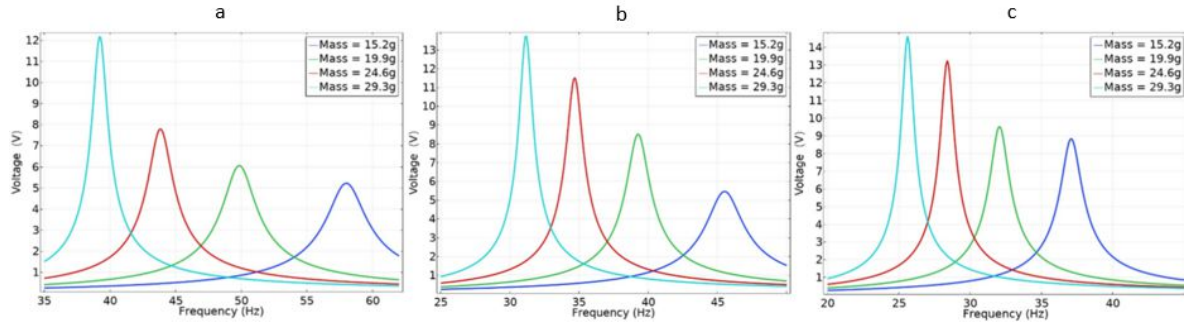 a
b
c
12
11
10
9
8
7
6
5
4
3
2
1
Voltage (V)
Mass = 15.2g
Mass = 19.9g
Mass = 24.6g
Mass = 29.3g
35 40 45 50 55 60
Frequency (Hz)
13
12
11
10
9
8
7
6
5
4
3
2
1
Voltage (V)
Mass = 15.2g
Mass = 19.9g
Mass = 24.6g
Mass = 29.3g
25 31 35 39 45
Frequency (Hz)
14
13
12
11
10
9
8
7
6
5
4
3
2
1
Voltage (V)
Mass = 15.2g
Mass = 19.9g
Mass = 24.6g
Mass = 29.3g
20 25 31 35 40
Frequency (Hz)